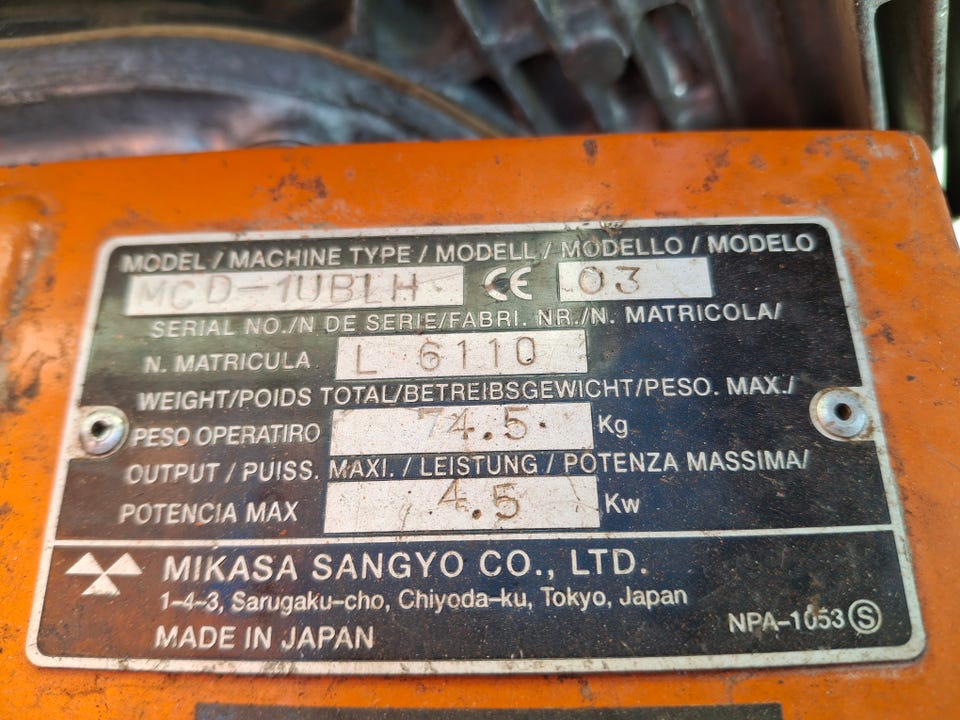 MODEL / MACHINE TYPE / MODELL / MODELLO / MODELO
MCD-1UBLH CE 03
SERIAL NO./N DE SERIE/FABRI. NR./N. MATRICOLA/
N. MATRICULA L 6110
WEIGHT/POIDS TOTAL/BETREIBSGEWICHT/PESO. MAX./
PESO OPERATIRO 74.5 Kg
OUTPUT / PUISS. MAXI. / LEISTUNG / POTENZA MASSIMA/
POTENCIA MAX 4.5 Kw
MIKASA SANGYO CO., LTD.
1-4-3, Sarugaku-cho, Chiyoda-ku, Tokyo, Japan
MADE IN JAPAN
NPA-1053 Ⓢ